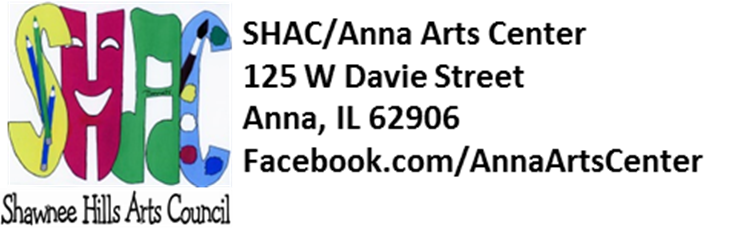 SHAC
Shawnee Hills Arts Council
SHAC/Anna Arts Center
125 W Davie Street
Anna, IL 62906
Facebook.com/AnnaArtsCenter